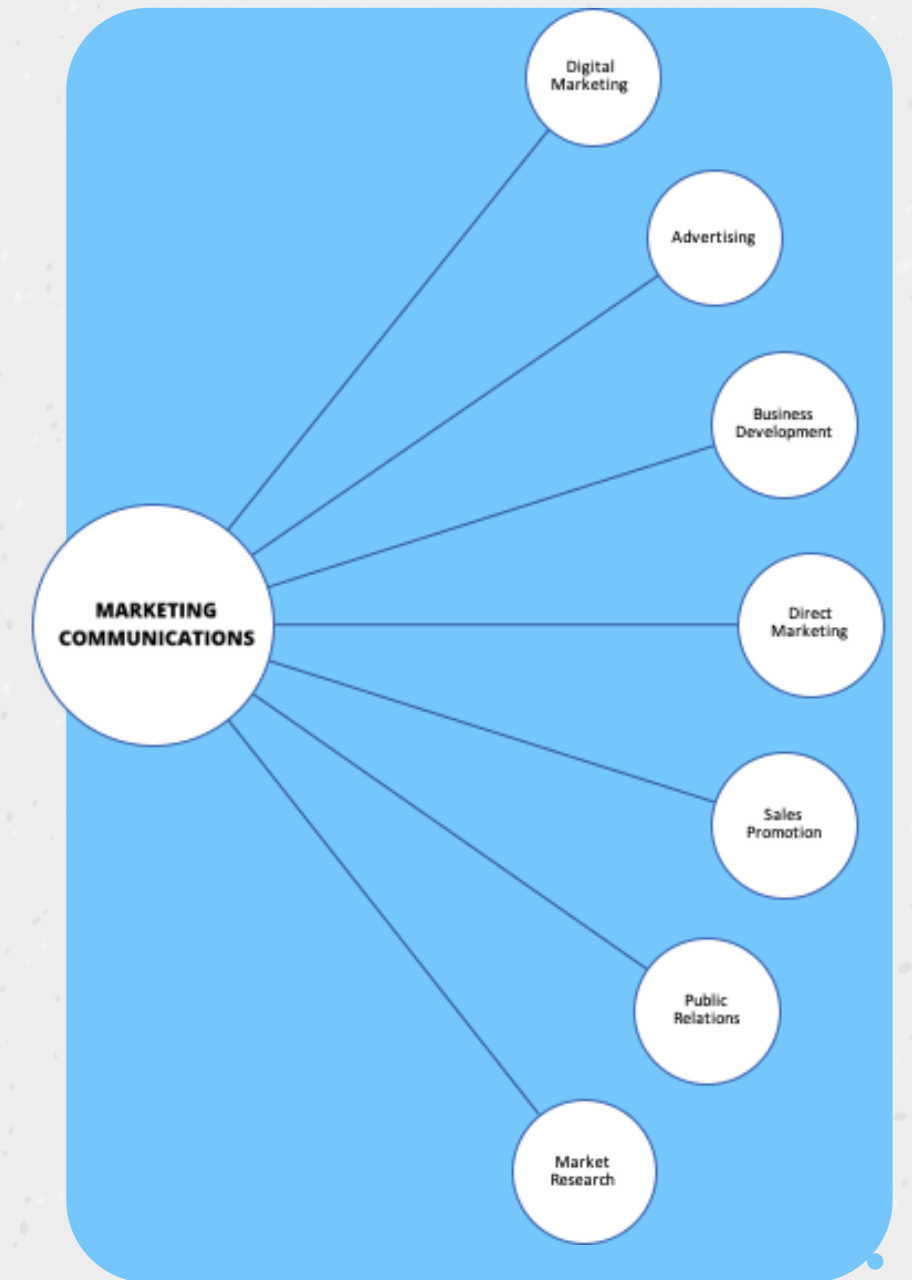 Digital
Marketing
Advertising
Business
Development
MARKETING
COMMUNICATIONS
Direct
Marketing
Sales
Promotion
Public
Relations
Market
Research